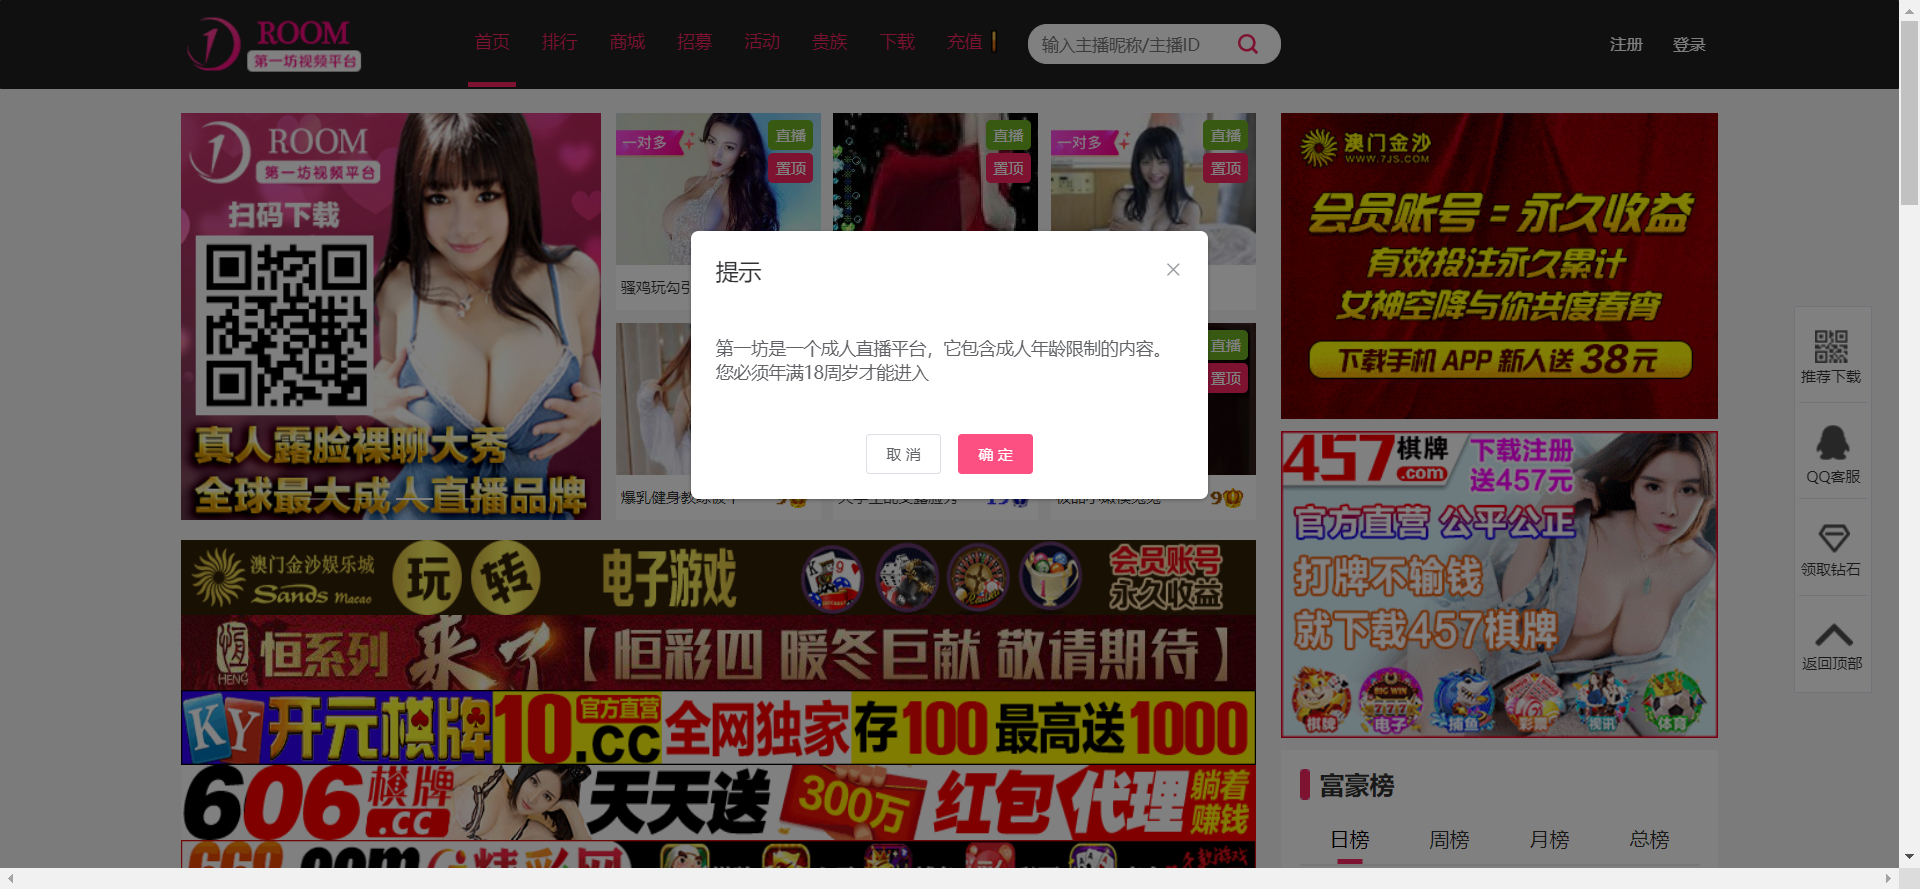 ROOM
第一坊视频平台
首页 排行 商城 招募 活动 贵族 下载 充值
输入主播昵称/主播ID
注册 登录
ROOM
第一坊视频平台
扫码下载
真人露脸裸聊大秀
全球最大成人直播品牌
一对多
直播
置顶
直播
置顶
一对多
直播
置顶
骚鸡玩勾引
直播
置顶
9
19
9
提示
第一坊是一个成人直播平台，它包含成人年龄限制的内容。
您必须年满18周岁才能进入
取 消
确 定
澳门金沙
WWW.7JS.COM
会员账号=永久收益
有效投注永久累计
女神空降与你共度春宵
下载手机 APP 新人送 38元
457棋牌
.com
下载注册
送457元
官方直营 公平公正
打牌不输钱
就下载457棋牌
棋牌 电子 捕鱼 彩票 视讯 体育
推荐下载
QQ客服
领取钻石
返回顶部
澳门金沙娱乐城
Sands Macao
玩转
电子游戏
会员账号
永久收益
恒
HENG
恒系列 来了【恒彩四 暖冬巨献 敬请期待】
KY开元棋牌 10.cc 官方直营 全网独家 存100最高送1000
606棋牌.cc 天天送 300万 红包代理 躺着赚钱
富豪榜
日榜 周榜 月榜 总榜